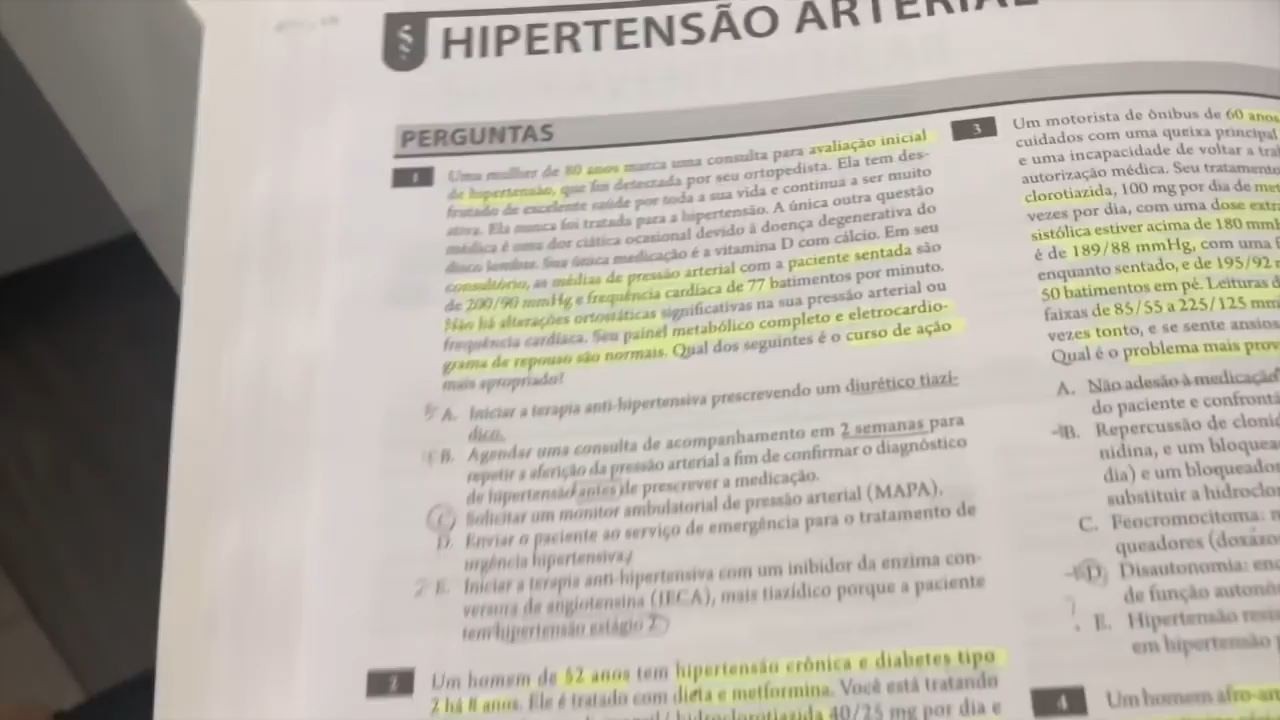 HIPERTENSÃO ARTERIAL
PERGUNTAS
1
Uma mulher de 80 anos marca uma consulta para avaliação inicial
de hipertensão, que foi detectada por seu ortopedista. Ela tem des-
frutado de excelente saúde por toda a sua vida e continua a ser muito
ativa. Ela nunca foi tratada para a hipertensão. A única outra questão
médica é uma dor ciática ocasional devido à doença degenerativa do
disco lombar. Sua única medicação é a vitamina D com cálcio. Em seu
consultório, as médias de pressão arterial com a paciente sentada são
de 200/90 mmHg e frequência cardíaca de 77 batimentos por minuto.
Não há alterações ortostáticas significativas na sua pressão arterial ou
frequência cardíaca. Seu painel metabólico completo e eletrocardio-
grama de repouso são normais. Qual dos seguintes é o curso de ação
mais apropriado?
A. Iniciar a terapia anti-hipertensiva prescrevendo um diurético tiazí-
dico.
B. Agendar uma consulta de acompanhamento em 2 semanas para
repetir a aferição da pressão arterial a fim de confirmar o diagnóstico
de hipertensão antes de prescrever a medicação.
C. Solicitar um monitor ambulatorial de pressão arterial (MAPA).
D. Enviar o paciente ao serviço de emergência para o tratamento de
urgência hipertensiva.
E. Iniciar a terapia anti-hipertensiva com um inibidor da enzima con-
versora de angiotensina (IECA), mais tiazídico porque a paciente
tem hipertensão estágio 2.
2
Um homem de 52 anos tem hipertensão crônica e diabetes tipo
2 há 8 anos. Ele é tratado com dieta e metformina. Você está tratando
hidroclorotiazida 40/25 mg por dia e
3
Um motorista de ônibus de 60 anos
cuidados com uma queixa principal
e uma incapacidade de voltar a
autorização médica. Seu tratamento
clorotiazida, 100 mg por dia de
vezes por dia, com uma dose
sistólica estiver acima de 180
é de 189/88 mmHg, com uma
enquanto sentado, e de 195/92
50 batimentos em pé. Leituras
faixas de 85/55 a 225/125
vezes tonto, e se sente
Qual é o problema mais
A. Não adesão à medicação
do paciente e
B. Repercussão de
nidina, e um
dia) e um bloqueador
substituir a
C. Feocromocitoma:
queadores
D. Disautonomia:
de função
E. Hipertensão
em hipertensão
4
Um homem